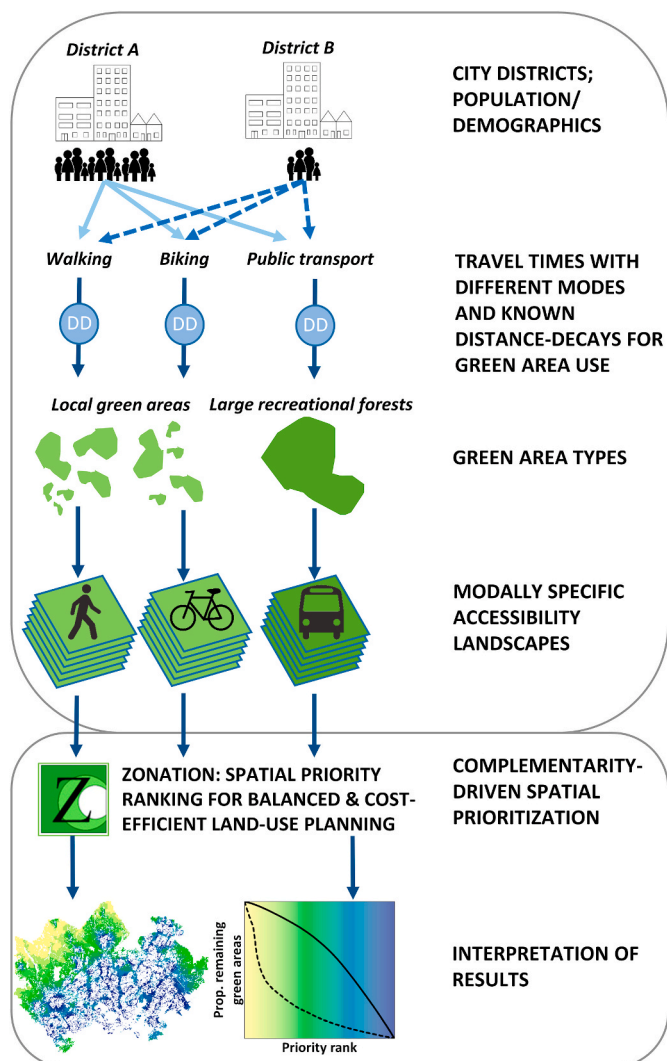 District A
District B
CITY DISTRICTS;
POPULATION/
DEMOGRAPHICS
Walking
Biking
Public transport
TRAVEL TIMES WITH
DIFFERENT MODES
AND KNOWN
DISTANCE-DECAYS FOR
GREEN AREA USE
DD
DD
DD
Local green areas
Large recreational forests
GREEN AREA TYPES
MODALLY SPECIFIC
ACCESSIBILITY
LANDSCAPES
Z
ZONATION: SPATIAL PRIORITY
RANKING FOR BALANCED & COST-
EFFICIENT LAND-USE PLANNING
COMPLEMENTARITY-
DRIVEN SPATIAL
PRIORITIZATION
Prop. remaining
green areas
Priority rank
INTERPRETATION OF
RESULTS